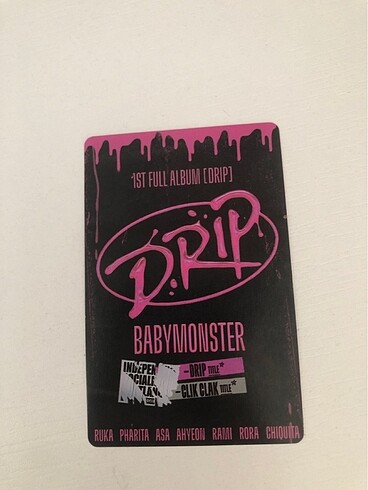 1ST FULL ALBUM [DRIP]
DRIP
BABYMONSTER
–DRIP TITLE*
–CLIK CLAK TITLE*
RUKA PHARITA ASA AHYEON RAMI RORA CHIQUITA